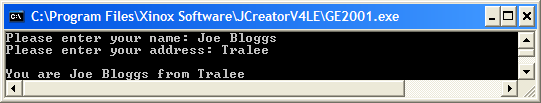 C:\Program Files\Xinox Software\JCreatorV4LE\GE2001.exe
Please enter your name: Joe Bloggs
Please enter your address: Tralee
You are Joe Bloggs from Tralee